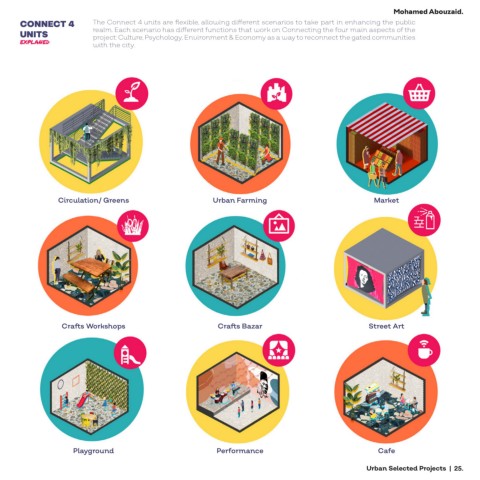 Mohamed Abouzaid.
CONNECT 4
UNITS
EXPLAINED
The Connect 4 units are flexible, allowing different scenarios to take part in enhancing the public
realm. Each scenario has different functions that work on Connecting the four main aspects of the
project: Culture, Psychology, Environment & Economy as a way to reconnect the gated communities
with the city.
Circulation/ Greens
Urban Farming
Market
Crafts Workshops
Crafts Bazar
Street Art
Playground
Performance
Cafe
Urban Selected Projects | 25.